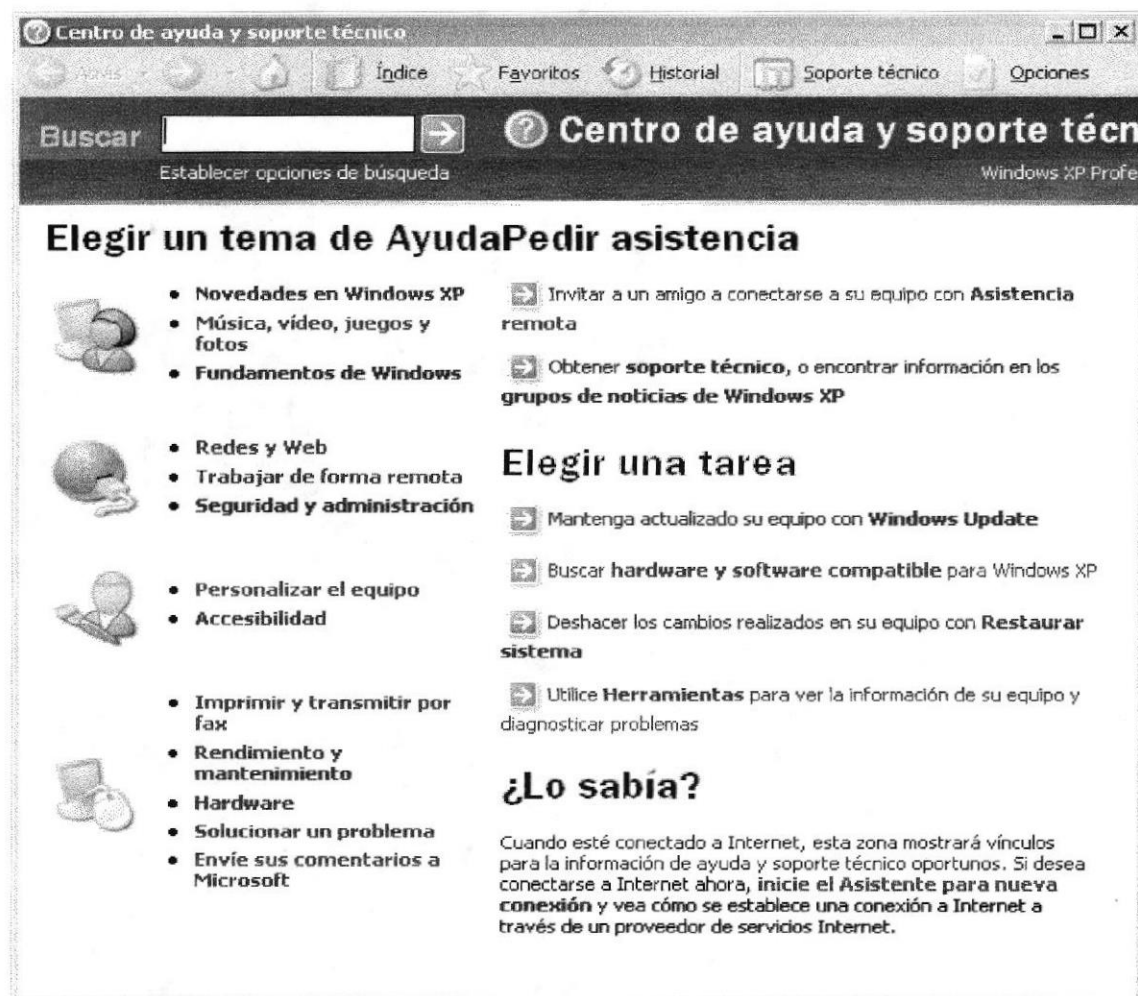 Centro de ayuda y soporte técnico
Atrás Índice Favoritos Historial Soporte técnico Opciones
Buscar
Establecer opciones de búsqueda
Centro de ayuda y soporte técn
Windows XP Profe
Elegir un tema de Ayuda
• Novedades en Windows XP
• Música, vídeo, juegos y
fotos
• Fundamentos de Windows
• Redes y Web
• Trabajar de forma remota
• Seguridad y administración
• Personalizar el equipo
• Accesibilidad
• Imprimir y transmitir por
fax
• Rendimiento y
mantenimiento
• Hardware
• Solucionar un problema
• Envíe sus comentarios a
Microsoft
Pedir asistencia
Invitar a un amigo a conectarse a su equipo con Asistencia
remota
Obtener soporte técnico, o encontrar información en los
grupos de noticias de Windows XP
Elegir una tarea
Mantenga actualizado su equipo con Windows Update
Buscar hardware y software compatible para Windows XP
Deshacer los cambios realizados en su equipo con Restaurar
sistema
Utilice Herramientas para ver la información de su equipo y
diagnosticar problemas
¿Lo sabía?
Cuando esté conectado a Internet, esta zona mostrará vínculos
para la información de ayuda y soporte técnico oportunos. Si desea
conectarse a Internet ahora, inicie el Asistente para nueva
conexión y vea cómo se establece una conexión a Internet a
través de un proveedor de servicios Internet.